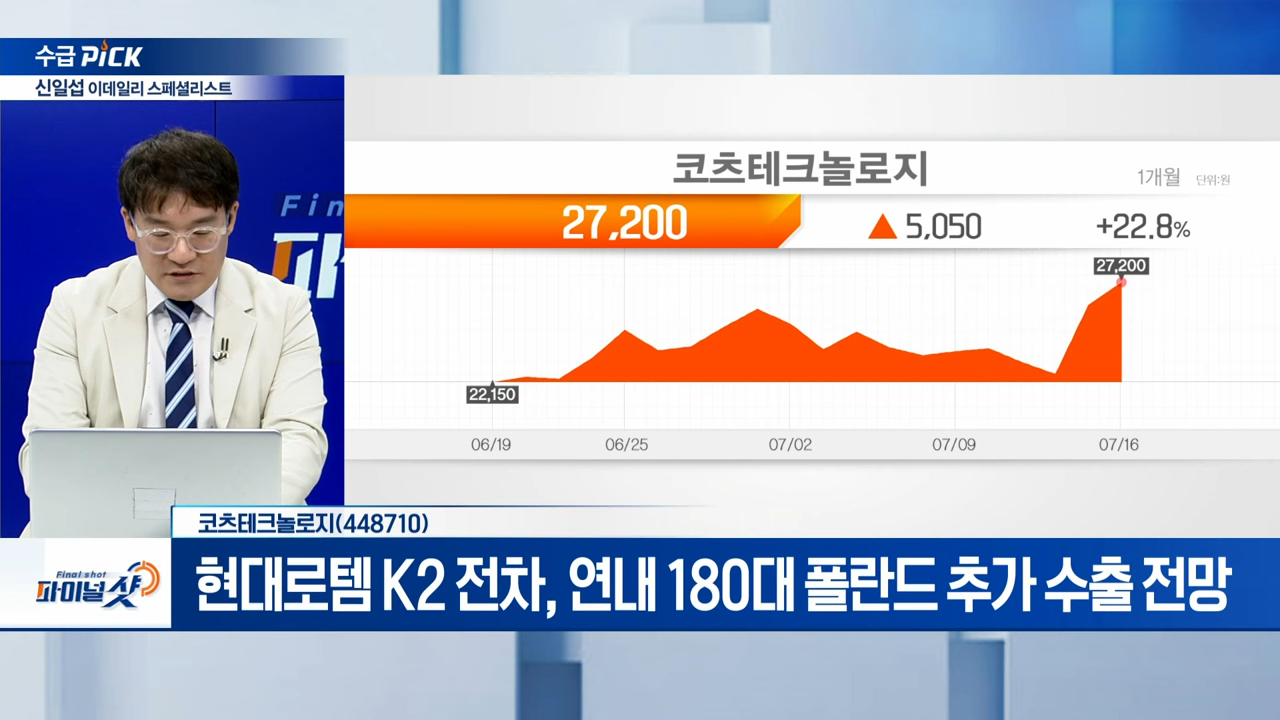 수급 PiCK
신일섭 이데일리 스페셜리스트
Fin
파
코츠테크놀로지
1개월 단위:원
27,200 ▲ 5,050 +22.8%
27,200
22,150
06/19 06/25 07/02 07/09 07/16
코츠테크놀로지(448710)
Final shot
파이널샷
현대로템 K2 전차, 연내 180대 폴란드 추가 수출 전망